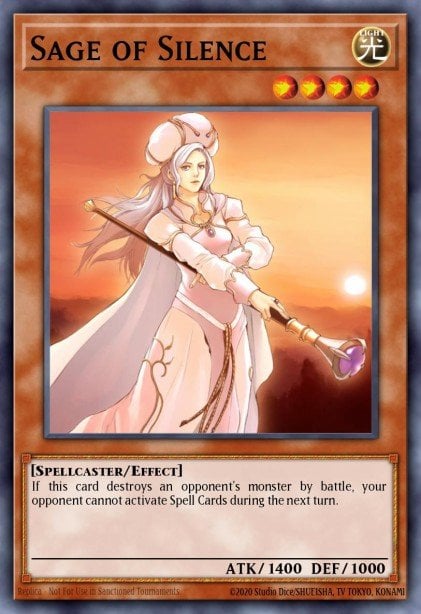 Sage of Silence
LIGHT
光
[Spellcaster/Effect]
If this card destroys an opponent's monster by battle, your
opponent cannot activate Spell Cards during the next turn.
ATK/1400 DEF/1000
Replica - Not For Use in Sanctioned Tournaments
©2020 Studio Dice/SHUEISHA, TV TOKYO, KONAMI